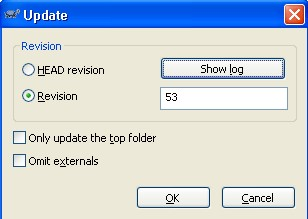 Update
Revision
HEAD revision
Show log
Revision
53
Only update the top folder
Omit externals
OK
Cancel